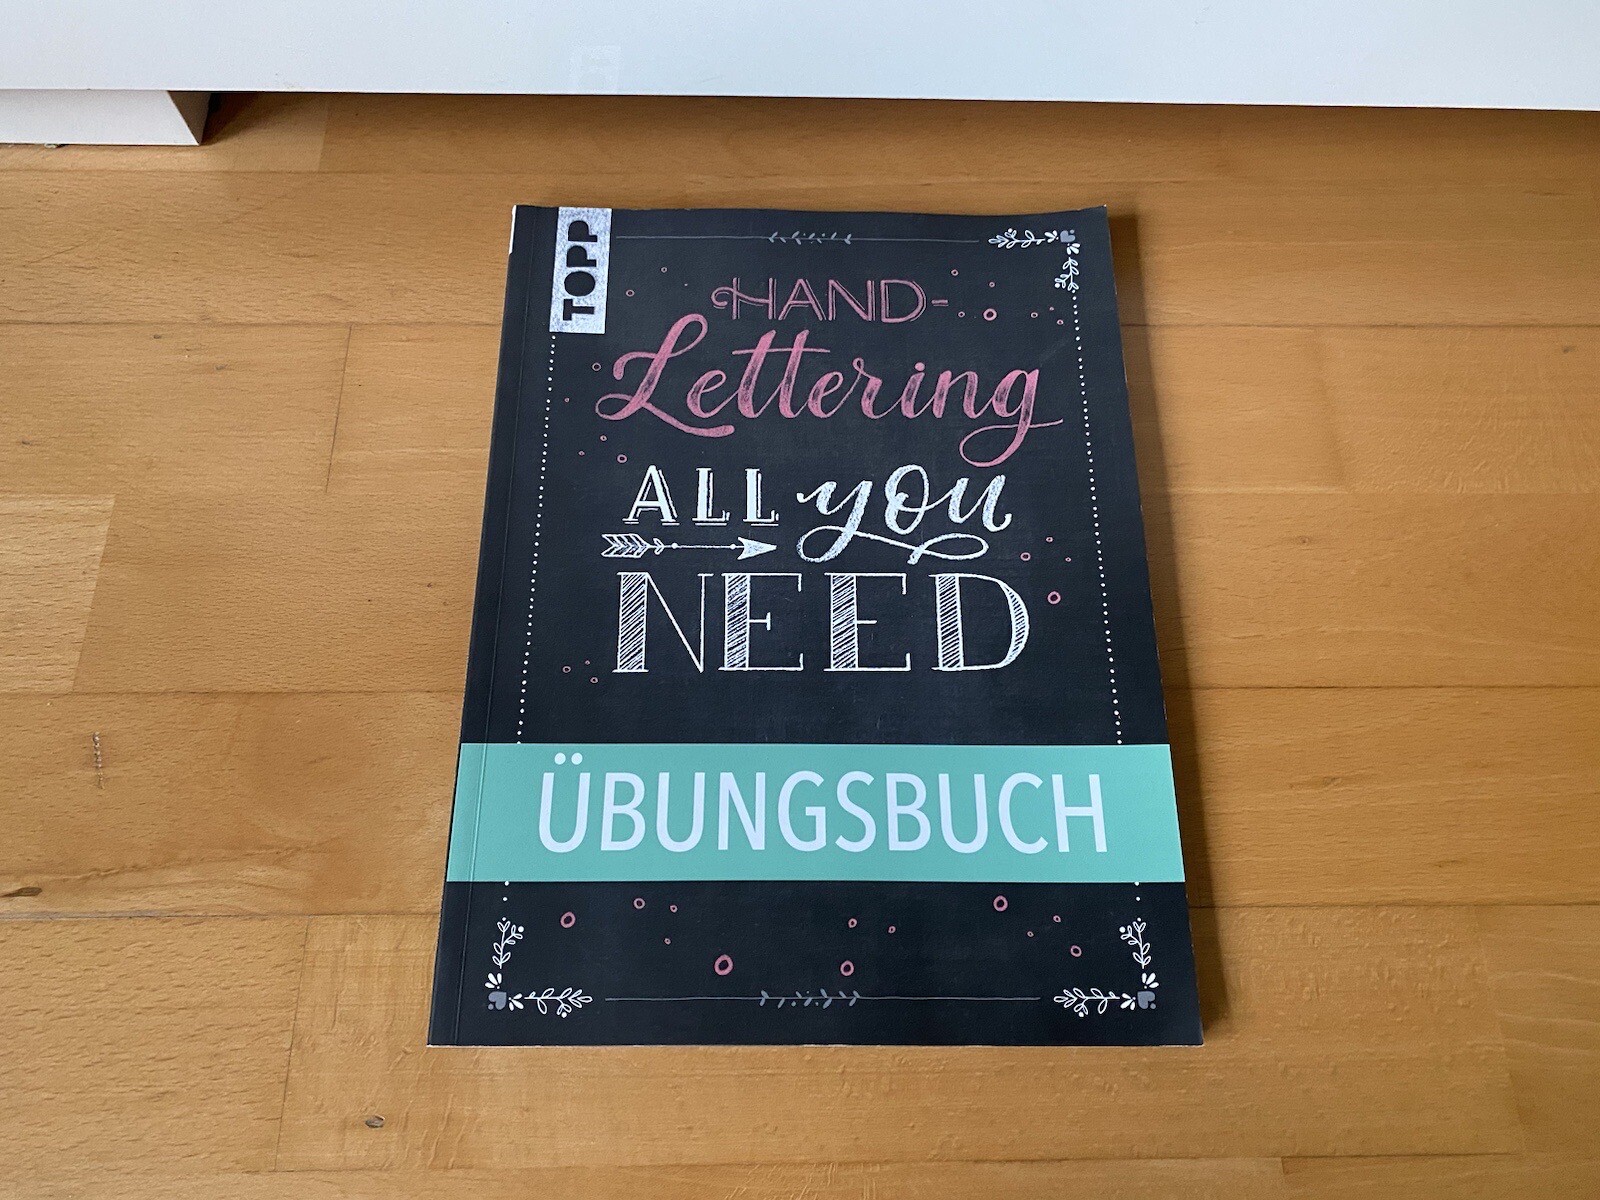 TOPP
HAND-
Lettering
ALL you
NEED
ÜBUNGSBUCH